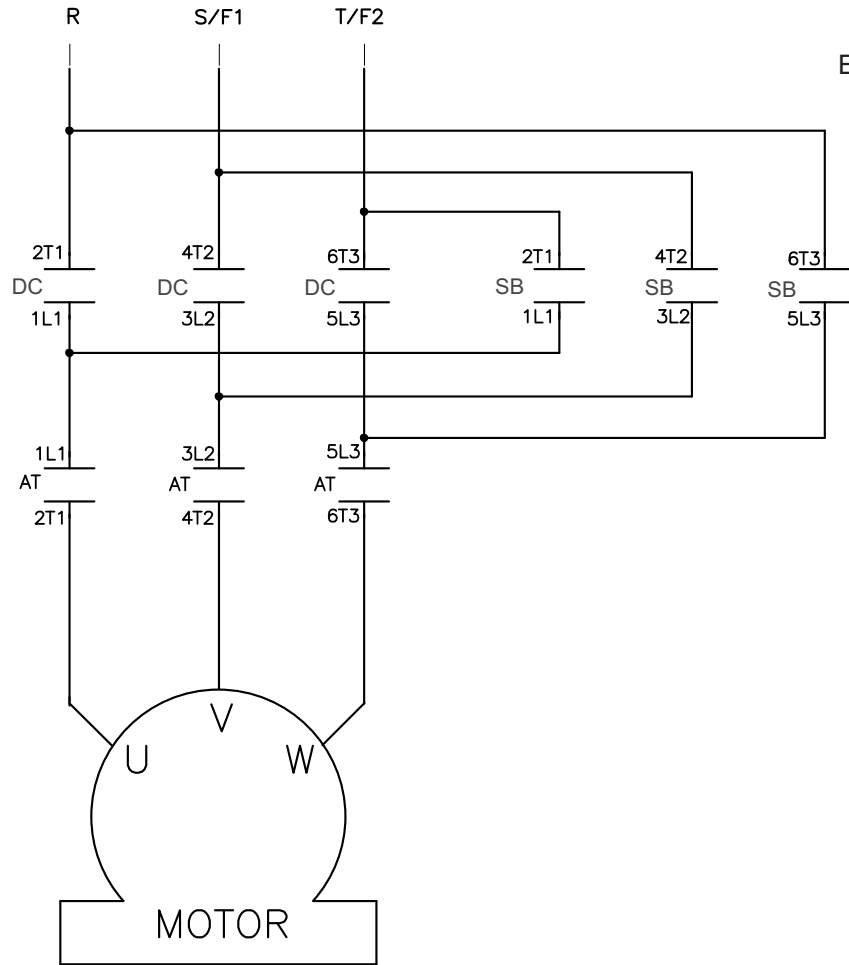 R S/F1 T/F2
E
2T1 4T2 6T3 2T1 4T2 6T3
DC DC DC SB SB SB
1L1 3L2 5L3 1L1 3L2 5L3
1L1 3L2 5L3
AT AT AT
2T1 4T2 6T3
V
U W
MOTOR